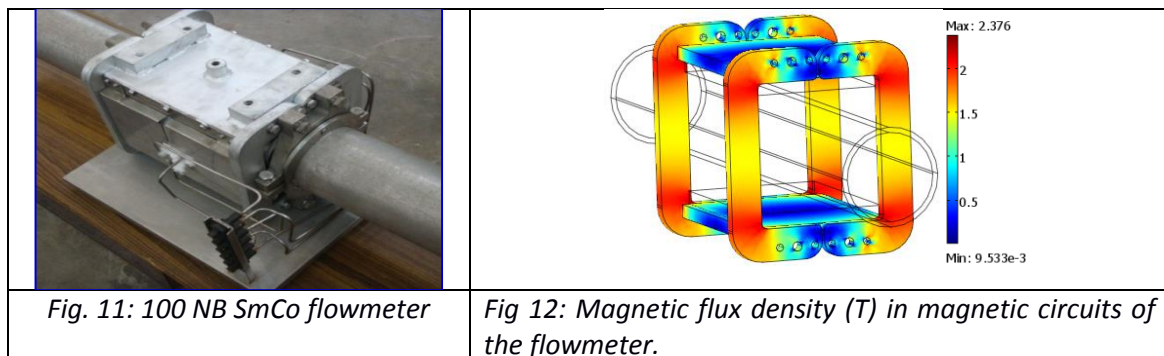 Max: 2.376
2
1.5
1
0.5
Min: 9.533e-3
Fig. 11: 100 NB SmCo flowmeter
Fig 12: Magnetic flux density (T) in magnetic circuits of
the flowmeter.